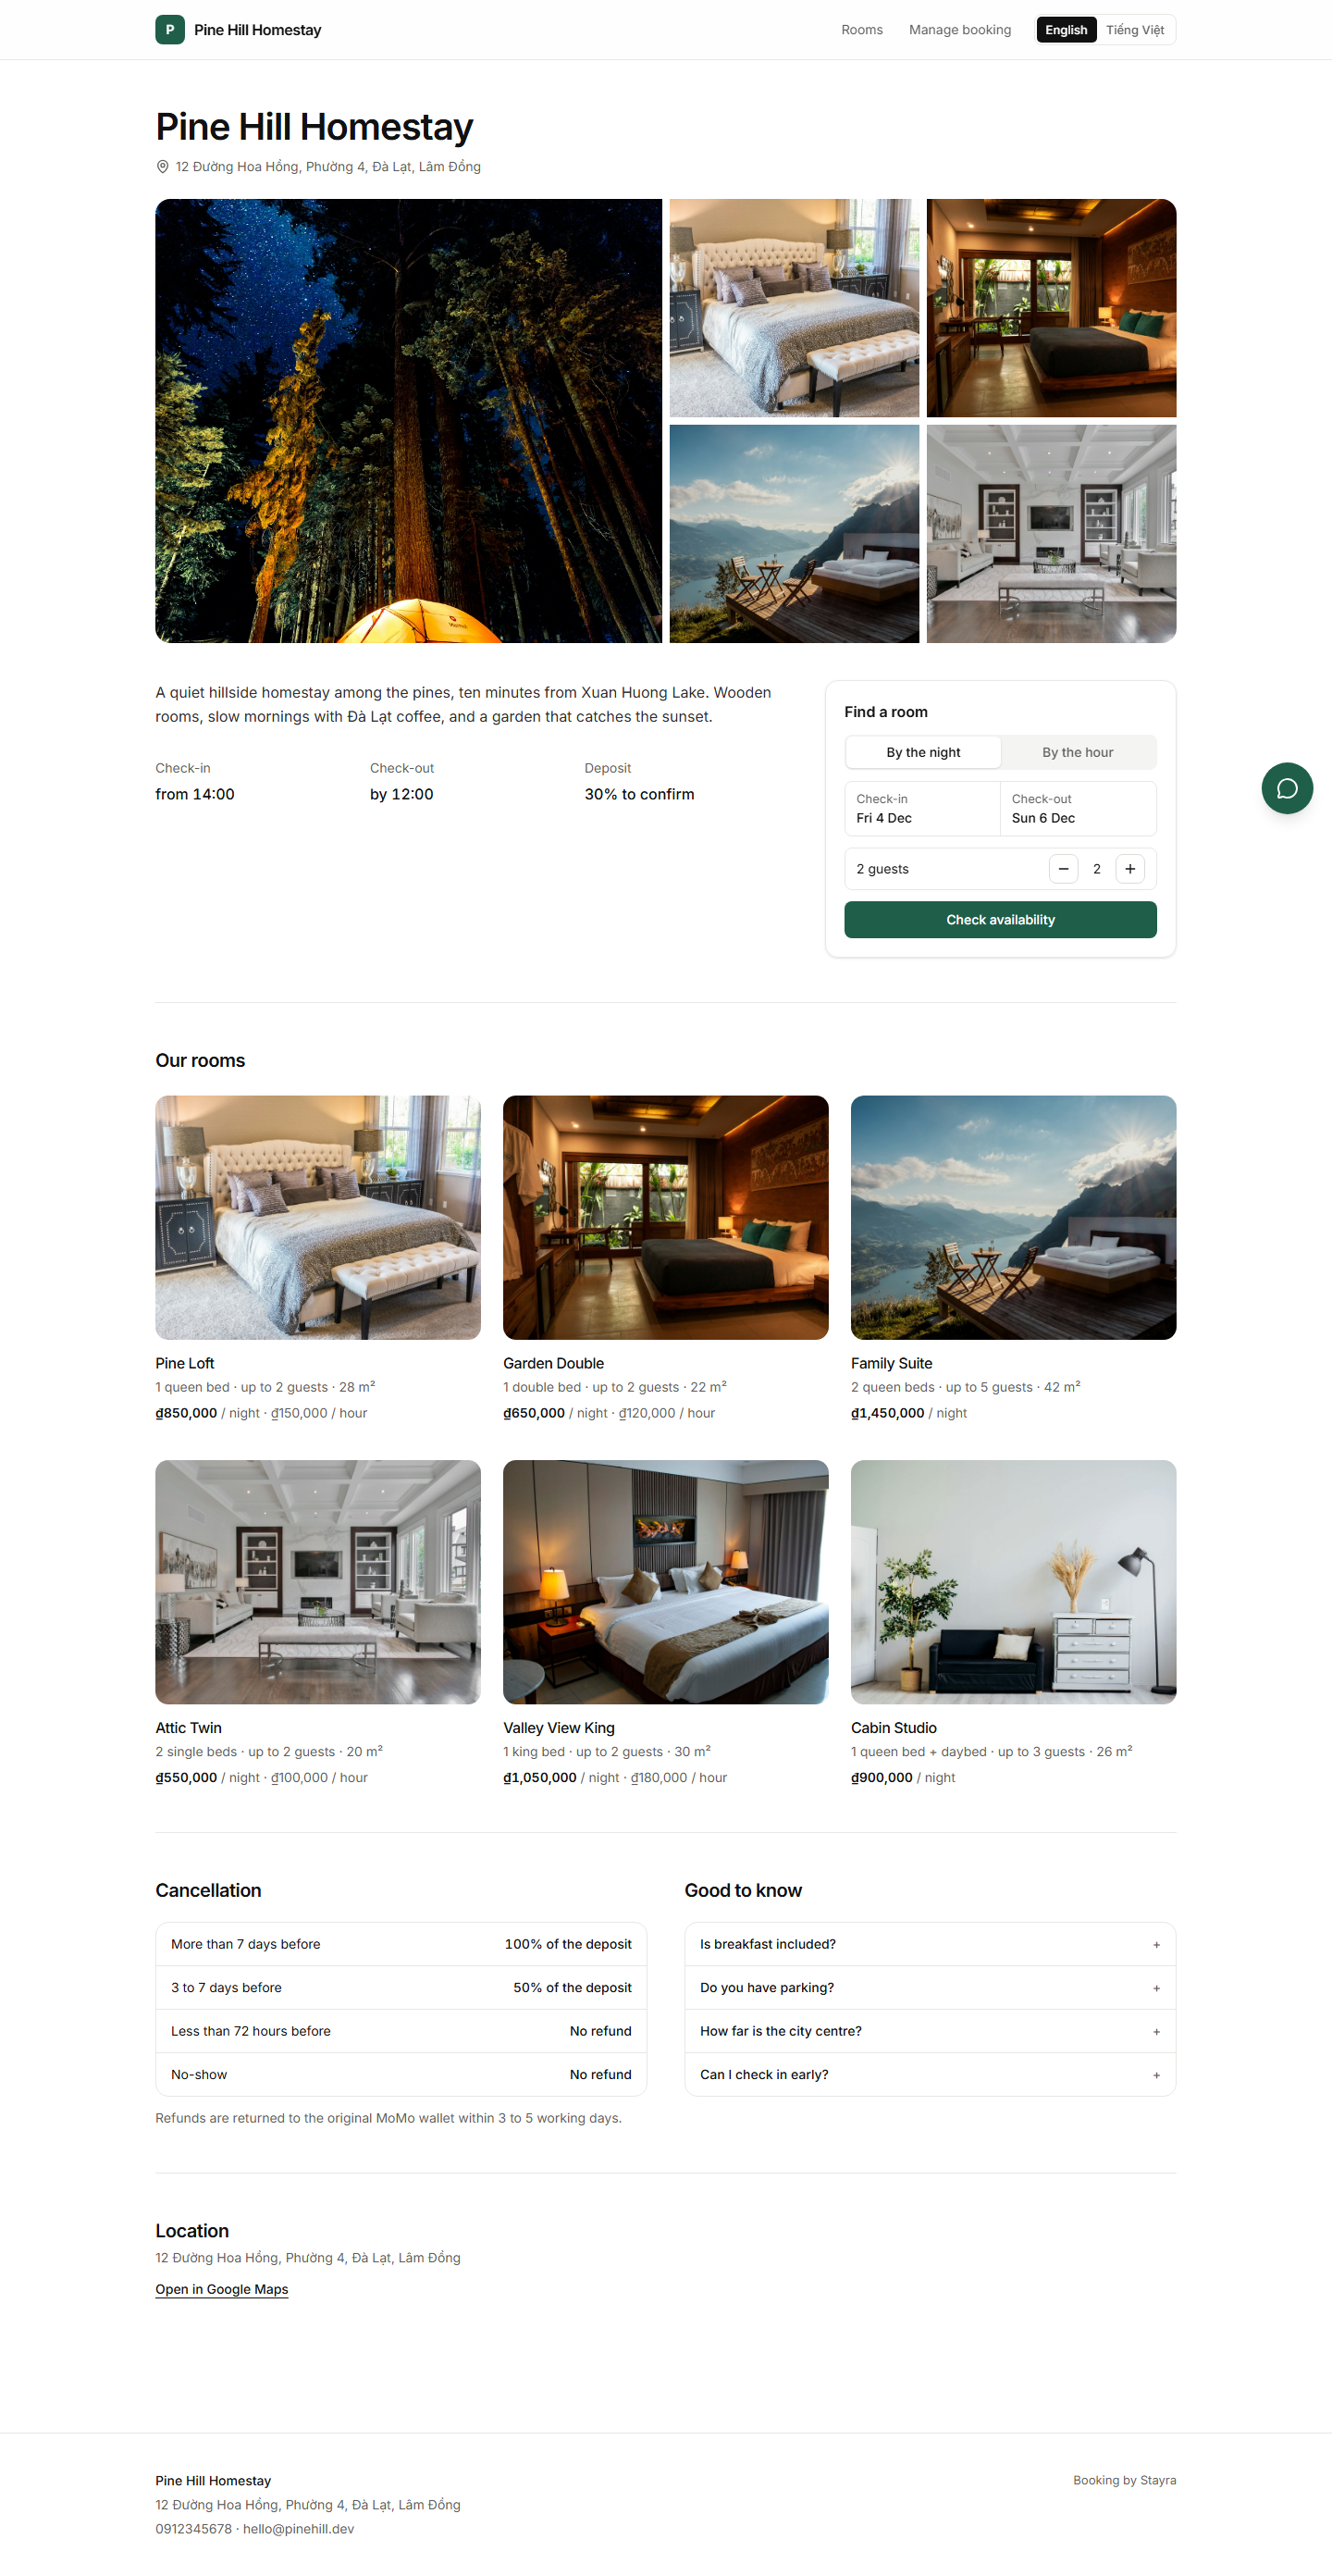 P
Pine Hill Homestay
Rooms
Manage booking
English
Tiếng Việt
Pine Hill Homestay
12 Đường Hoa Hồng, Phường 4, Đà Lạt, Lâm Đồng
A quiet hillside homestay among the pines, ten minutes from Xuan Huong Lake. Wooden
rooms, slow mornings with Đà Lạt coffee, and a garden that catches the sunset.
Check-in
from 14:00
Check-out
by 12:00
Deposit
30% to confirm
Find a room
By the night
By the hour
Check-in
Fri 4 Dec
Check-out
Sun 6 Dec
2 guests
− 2 +
Check availability
Our rooms
Pine Loft
1 queen bed · up to 2 guests · 28 m²
₫850,000 / night · ₫150,000 / hour
Garden Double
1 double bed · up to 2 guests · 22 m²
₫650,000 / night · ₫120,000 / hour
Family Suite
2 queen beds · up to 5 guests · 42 m²
₫1,450,000 / night
Attic Twin
2 single beds · up to 2 guests · 20 m²
₫550,000 / night · ₫100,000 / hour
Valley View King
1 king bed · up to 2 guests · 30 m²
₫1,050,000 / night · ₫180,000 / hour
Cabin Studio
1 queen bed + daybed · up to 3 guests · 26 m²
₫900,000 / night
Cancellation
More than 7 days before
100% of the deposit
3 to 7 days before
50% of the deposit
Less than 72 hours before
No refund
No-show
No refund
Refunds are returned to the original MoMo wallet within 3 to 5 working days.
Good to know
Is breakfast included? +
Do you have parking? +
How far is the city centre? +
Can I check in early? +
Location
12 Đường Hoa Hồng, Phường 4, Đà Lạt, Lâm Đồng
Open in Google Maps
Pine Hill Homestay
12 Đường Hoa Hồng, Phường 4, Đà Lạt, Lâm Đồng
0912345678 · hello@pinehill.dev
Booking by Stayra